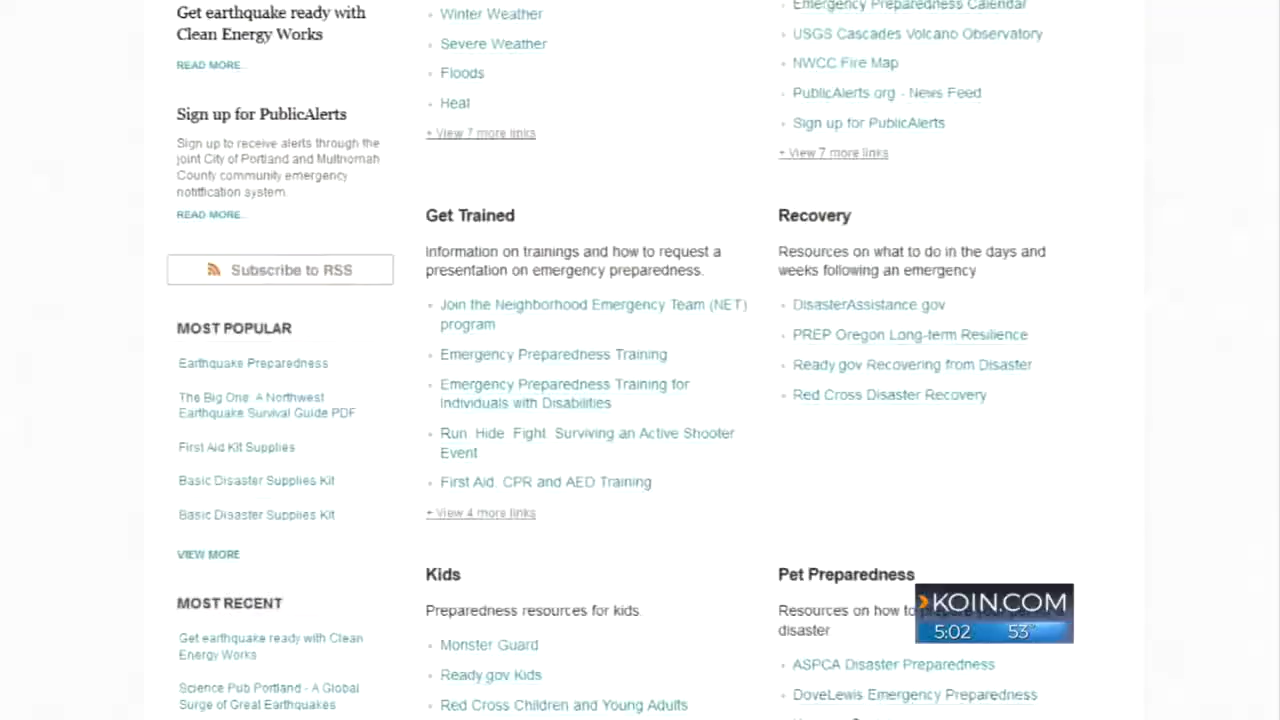 Get earthquake ready with
Clean Energy Works
READ MORE...
Sign up for PublicAlerts
Sign up to receive alerts through the
joint City of Portland and Multnomah
County community emergency
notification system.
READ MORE...
Subscribe to RSS
MOST POPULAR
Earthquake Preparedness
The Big One: A Northwest
Earthquake Survival Guide PDF
First Aid Kit Supplies
Basic Disaster Supplies Kit
Basic Disaster Supplies Kit
VIEW MORE
MOST RECENT
Get earthquake ready with Clean
Energy Works
Science Pub Portland - A Global
Surge of Great Earthquakes
Winter Weather
Severe Weather
Floods
Heat
+ View 7 more links
Get Trained
Information on trainings and how to request a
presentation on emergency preparedness.
Join the Neighborhood Emergency Team (NET)
program
Emergency Preparedness Training
Emergency Preparedness Training for
Individuals with Disabilities
Run Hide Fight Surviving an Active Shooter
Event
First Aid, CPR and AED Training
+ View 4 more links
Kids
Preparedness resources for kids.
Monster Guard
Ready.gov Kids
Red Cross Children and Young Adults
Emergency Preparedness Calendar
USGS Cascades Volcano Observatory
NWCC Fire Map
PublicAlerts.org - News Feed
Sign up for PublicAlerts
+ View 7 more links
Recovery
Resources on what to do in the days and
weeks following an emergency
DisasterAssistance.gov
PREP Oregon Long-term Resilience
Ready.gov Recovering from Disaster
Red Cross Disaster Recovery
Pet Preparedness
Resources on how to
disaster
ASPCA Disaster Preparedness
DoveLewis Emergency Preparedness
KOIN.COM
5:02 53°